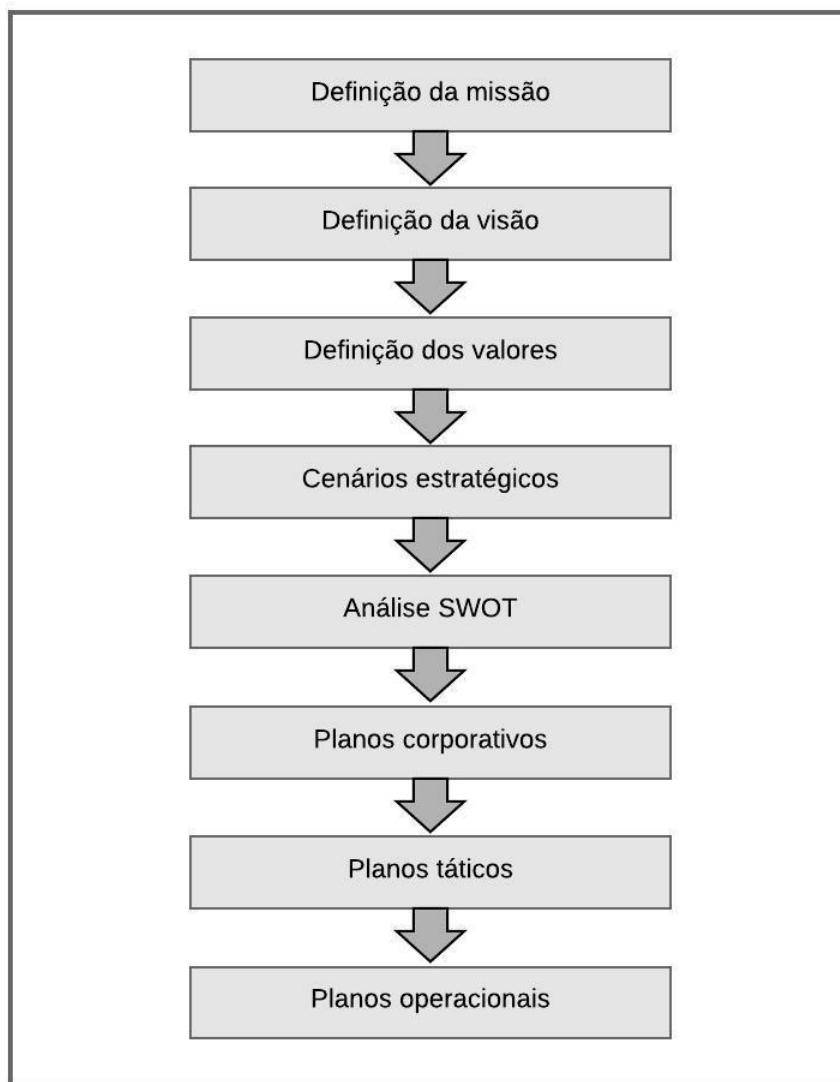 Definição da missão
Definição da visão
Definição dos valores
Cenários estratégicos
Análise SWOT
Planos corporativos
Planos táticos
Planos operacionais